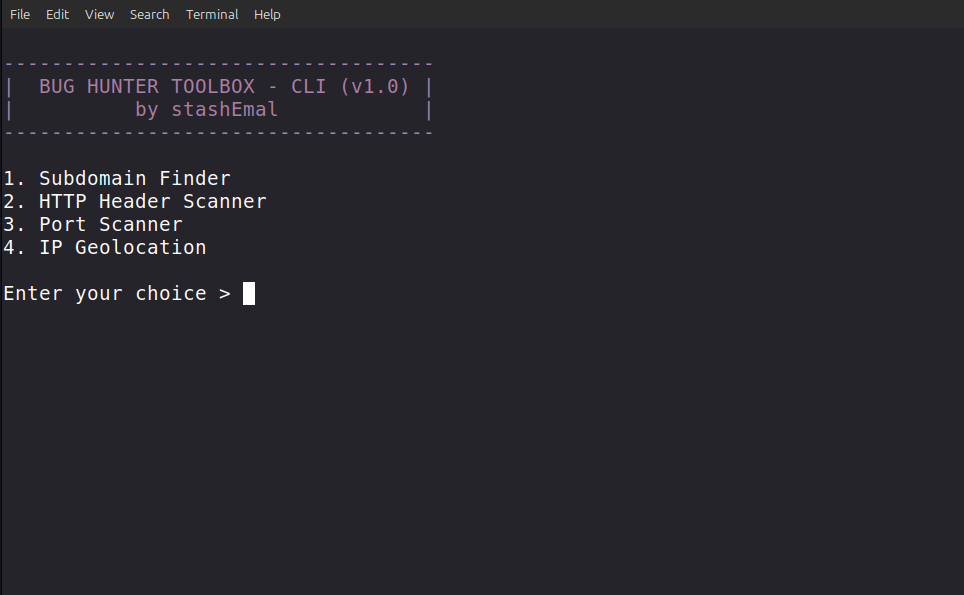 File Edit View Search Terminal Help
-----------------------------------
| BUG HUNTER TOOLBOX - CLI (v1.0) |
| by stashEmal |
-----------------------------------
1. Subdomain Finder
2. HTTP Header Scanner
3. Port Scanner
4. IP Geolocation
Enter your choice >